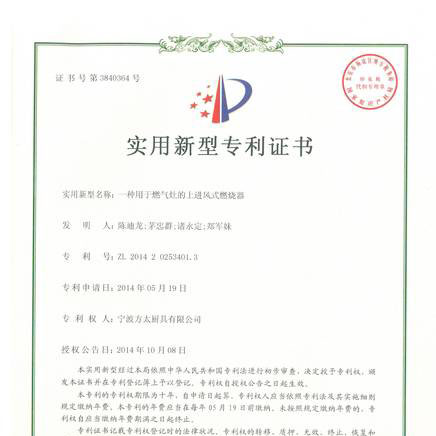 证书号第3840364号
实用新型专利证书
实用新型名称：一种用于燃气灶的上进风式燃烧器
发 明 人：陈迪龙;茅忠群;诸永定;郑军妹
专 利 号：ZL 2014 2 0253401.3
专利申请日：2014年05月19日
专 利 权 人：宁波方太厨具有限公司
授权公告日：2014年10月08日
本实用新型经过本局依照中华人民共和国专利法进行初步审查，决定授予专利权，颁
发本证书并在专利登记簿上予以登记。专利权自授权公告之日起生效。
本专利的专利权期限为十年，自申请日起算。专利权人应当依照专利法及其实施细则
规定缴纳年费。本专利的年费应当在每年05月19日前缴纳。未按照规定缴纳年费的，专
利权自应当缴纳年费期满之日起终止。
专利证书记载专利权登记时的法律状况。专利权的转移、质押、无效、终止、恢复和